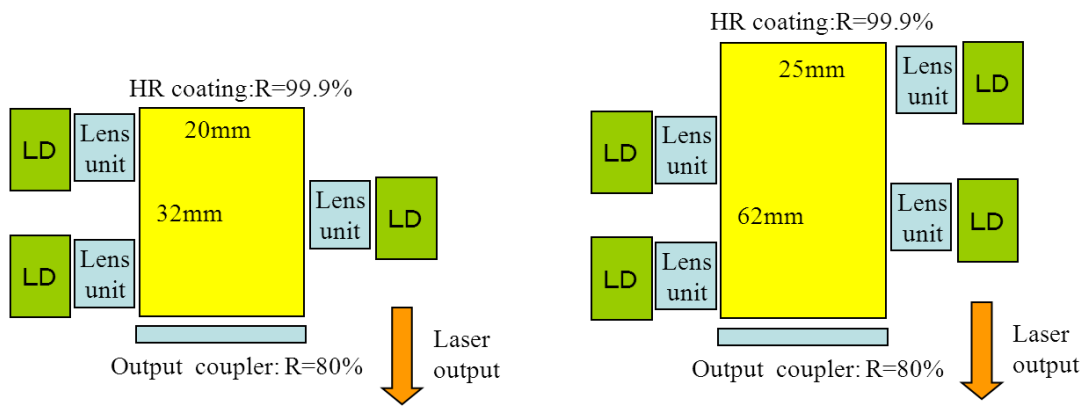 HR coating:R=99.9%
20mm
LD
Lens
unit
32mm
Lens
unit
LD
LD
Lens
unit
Output coupler: R=80%
Laser
output
HR coating:R=99.9%
25mm
Lens
unit
LD
LD
Lens
unit
62mm
Lens
unit
LD
LD
Lens
unit
Output coupler: R=80%
Laser
output